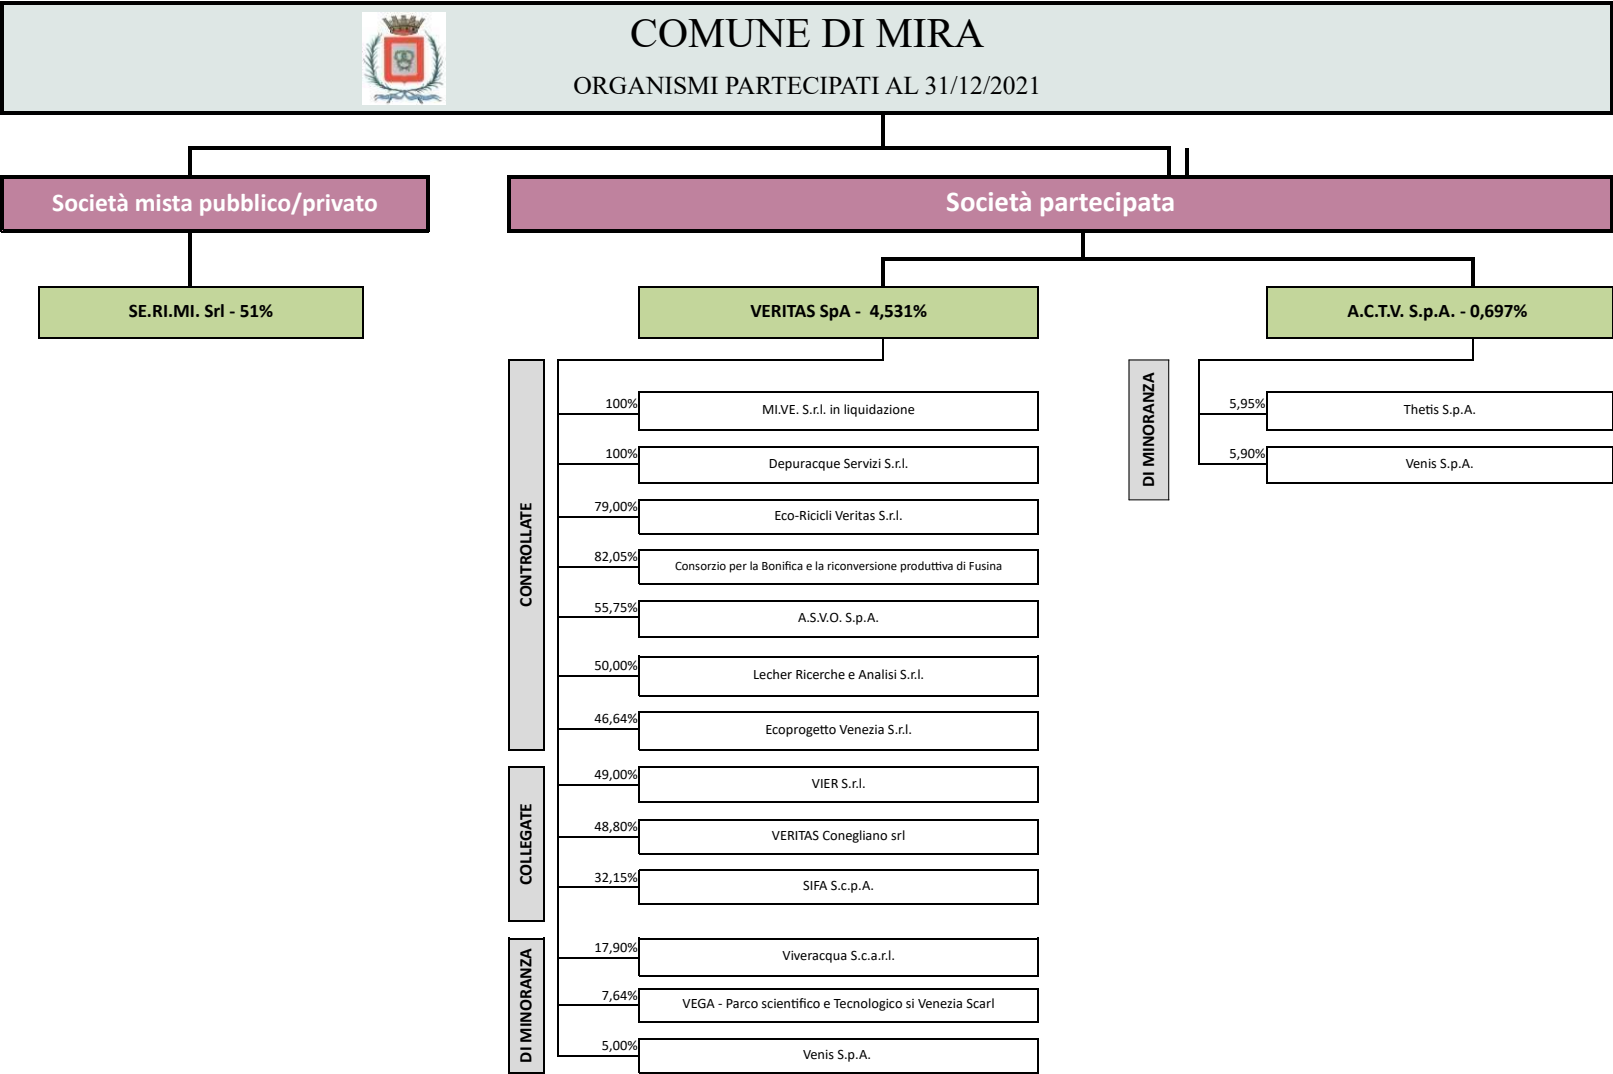 COMUNE DI MIRA
ORGANISMI PARTECIPATI AL 31/12/2021
Società mista pubblico/privato
Società partecipata
SE.RI.MI. Srl - 51%
VERITAS SpA - 4,531%
A.C.T.V. S.p.A. - 0,697%
CONTROLLATE
100%
MI.VE. S.r.l. in liquidazione
100%
Depuracque Servizi S.r.l.
79,00%
Eco-Ricicli Veritas S.r.l.
82,05%
Consorzio per la Bonifica e la riconversione produttiva di Fusina
55,75%
A.S.V.O. S.p.A.
50,00%
Lecher Ricerche e Analisi S.r.l.
46,64%
Ecoprogetto Venezia S.r.l.
COLLEGATE
49,00%
VIER S.r.l.
48,80%
VERITAS Conegliano srl
32,15%
SIFA S.c.p.A.
DI MINORANZA
17,90%
Viveracqua S.c.a.r.l.
7,64%
VEGA - Parco scientifico e Tecnologico si Venezia Scarl
5,00%
Venis S.p.A.
DI MINORANZA
5,95%
Thetis S.p.A.
5,90%
Venis S.p.A.